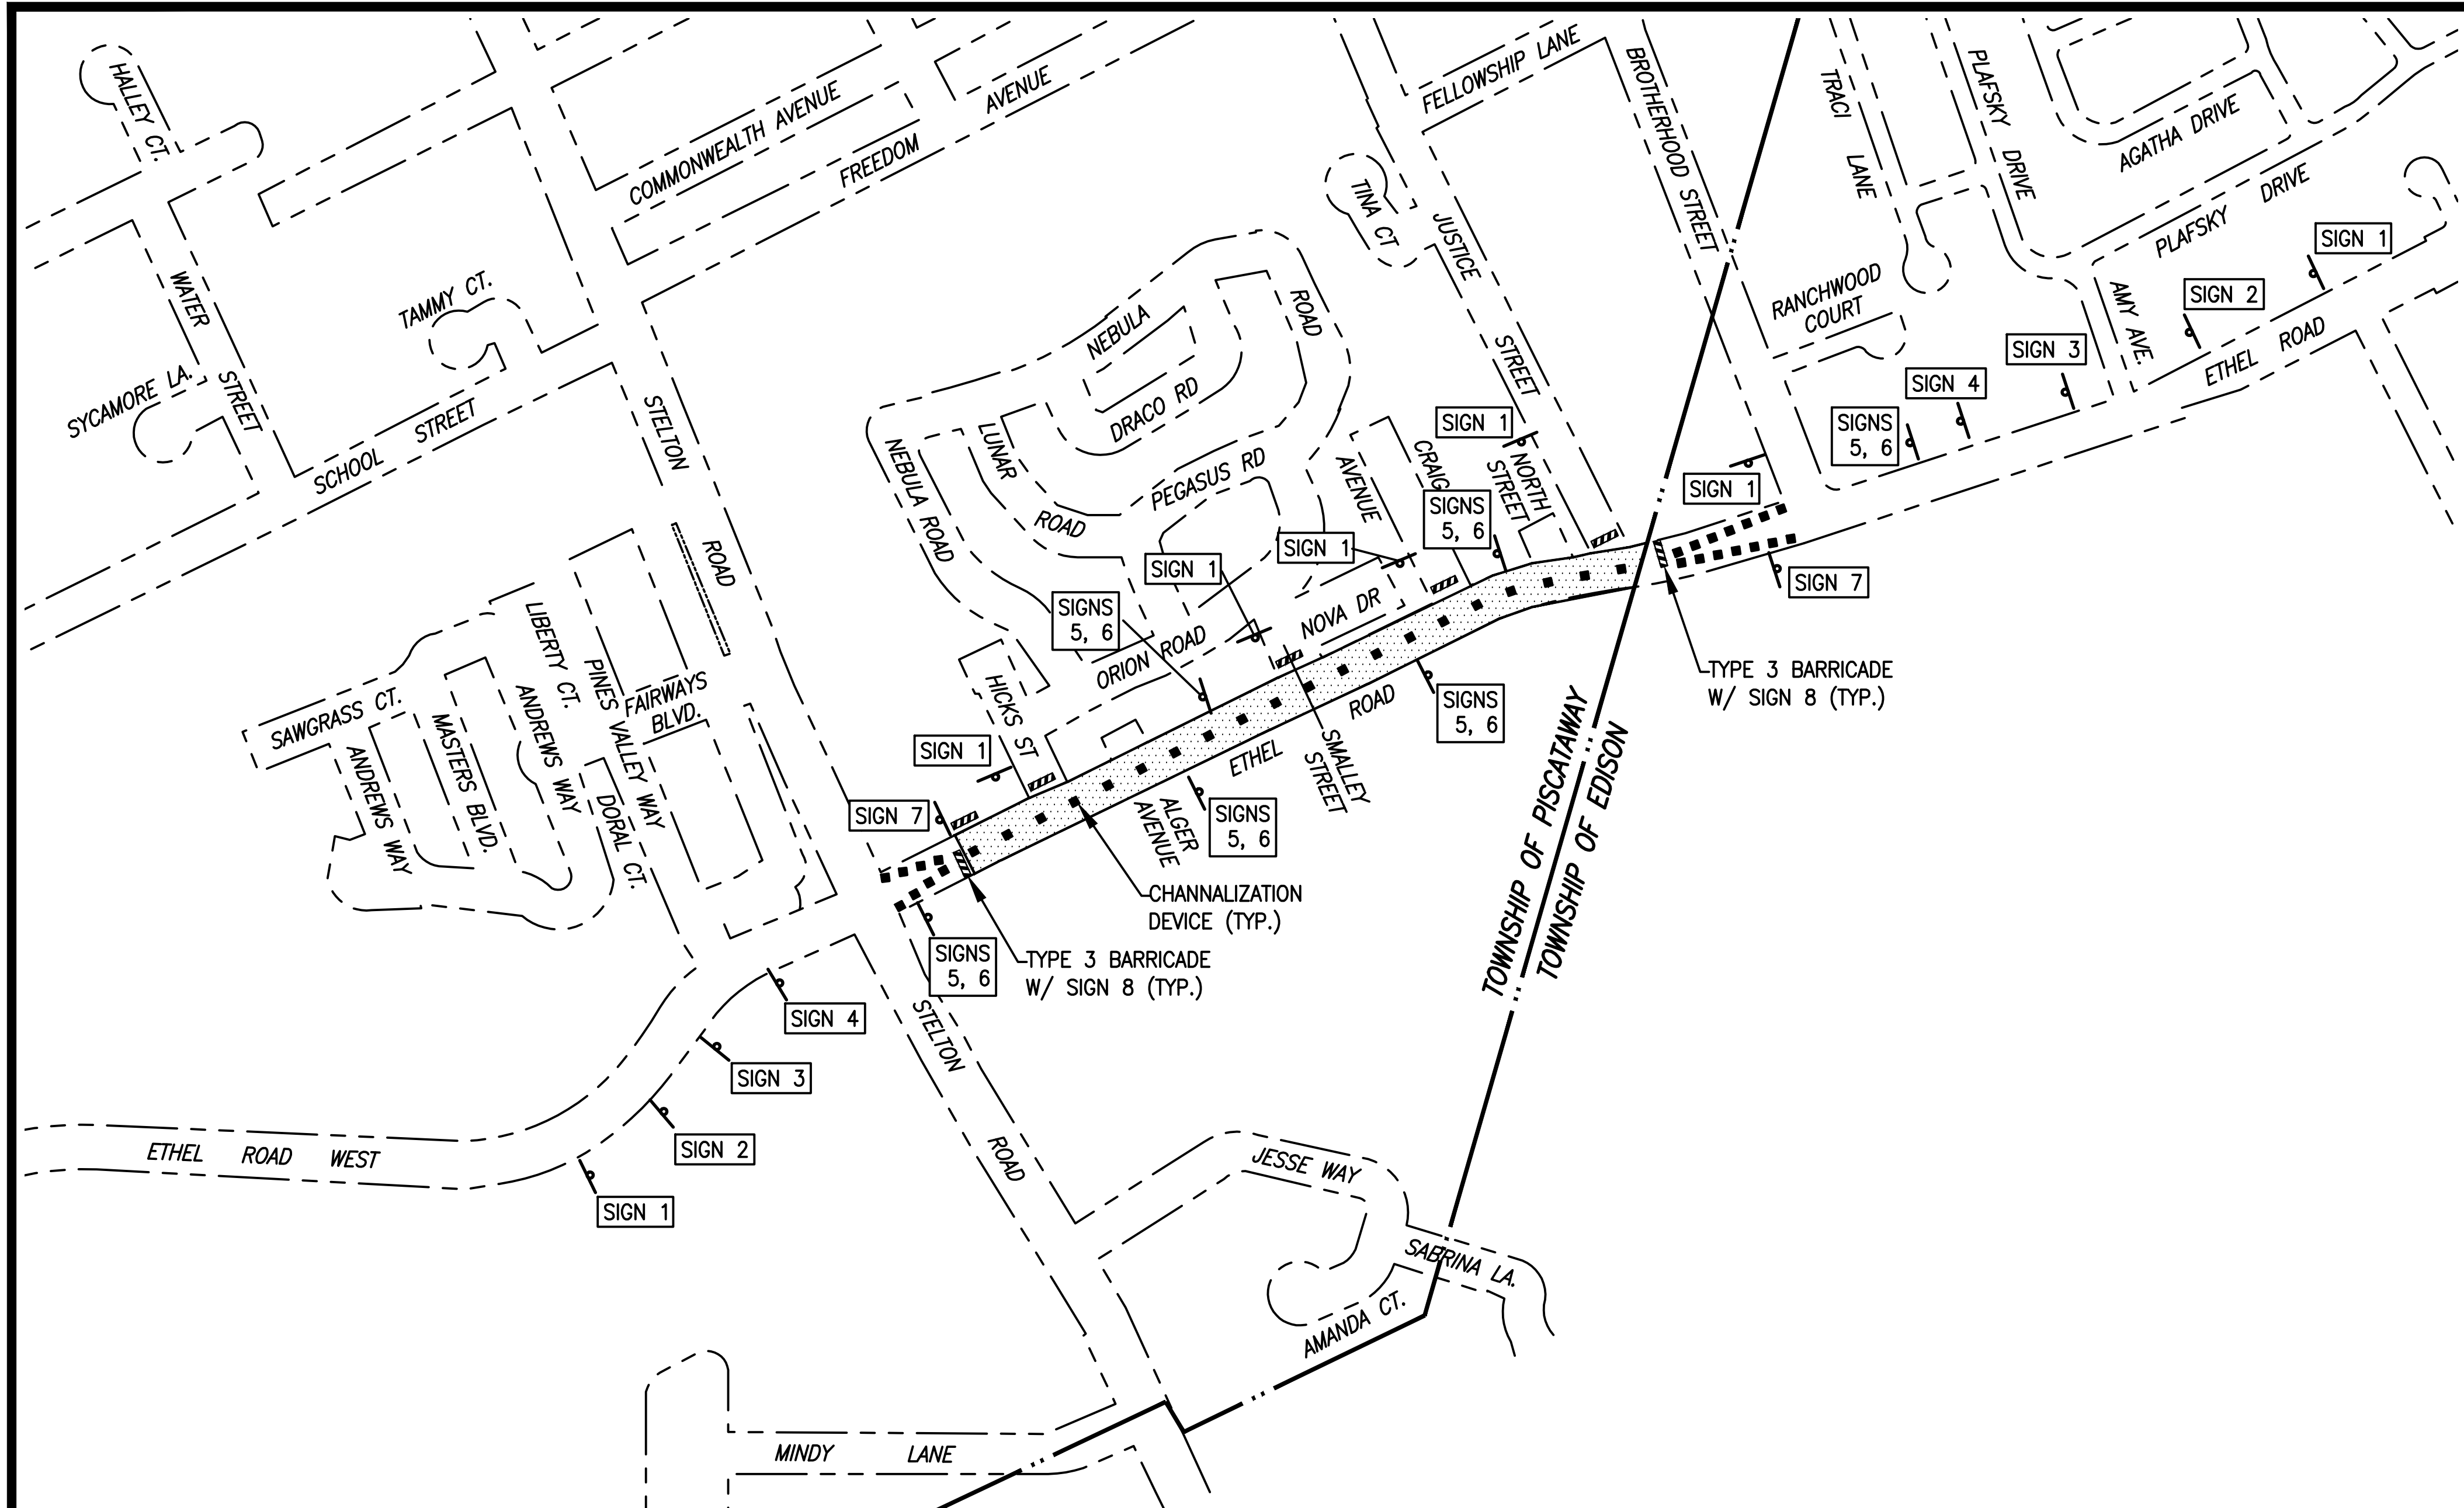 HALLEY CT.
COMMONWEALTH AVENUE
FREEDOM
AVENUE
FELLOWSHIP LANE
BROTHERHOOD STREET
TRACI
LANE
PLAFSKY
DRIVE
AGATHA DRIVE
PLAFSKY
DRIVE
WATER
STREET
TAMMY CT.
SYCAMORE LA.
SCHOOL
STREET
STELTON
ROAD
TINA CT
JUSTICE
STREET
NEBULA
ROAD
DRACO RD
LUNAR
ROAD
NEBULA ROAD
PEGASUS RD
AVENUE
CRAIG
NORTH
STREET
RANCHWOOD
COURT
AMY AVE.
ETHEL
ROAD
SIGN 1
SIGN 2
SIGN 3
SIGN 4
SIGNS
5, 6
SIGN 1
SIGN 7
SIGN 1
SIGNS
5, 6
SIGN 1
SIGN 1
SIGNS
5, 6
NOVA DR
ORION ROAD
HICKS ST
SIGN 1
SIGN 7
TYPE 3 BARRICADE
W/ SIGN 8 (TYP.)
SIGNS
5, 6
ETHEL
ROAD
SMALLEY
STREET
ALGER
AVENUE
SIGNS
5, 6
CHANNALIZATION
DEVICE (TYP.)
TYPE 3 BARRICADE
W/ SIGN 8 (TYP.)
SIGNS
5, 6
SAWGRASS CT.
LIBERTY CT.
PINES VALLEY WAY
FAIRWAYS
BLVD.
ANDREWS WAY
MASTERS BLVD.
ANDREWS WAY
DORAL CT.
TOWNSHIP OF PISCATAWAY
TOWNSHIP OF EDISON
SIGN 4
SIGN 3
SIGN 2
SIGN 1
ETHEL ROAD WEST
STELTON
ROAD
JESSE WAY
SABRINA LA.
AMANDA CT.
MINDY LANE